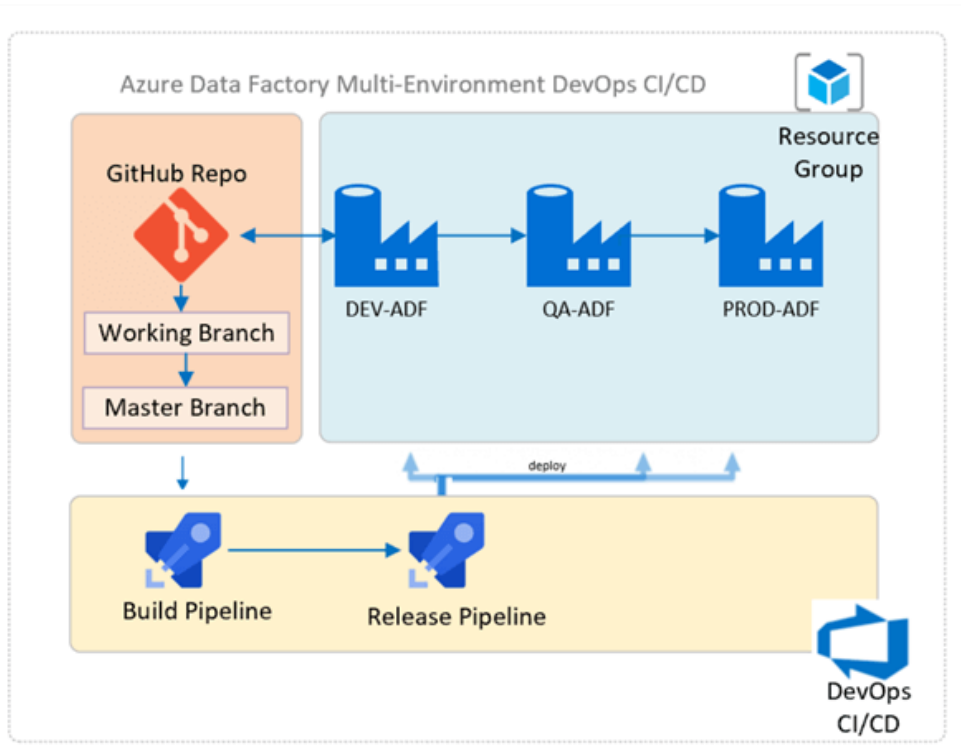 Azure Data Factory Multi-Environment DevOps CI/CD
Resource
Group
GitHub Repo
DEV-ADF
QA-ADF
PROD-ADF
Working Branch
Master Branch
deploy
Build Pipeline
Release Pipeline
DevOps
CI/CD